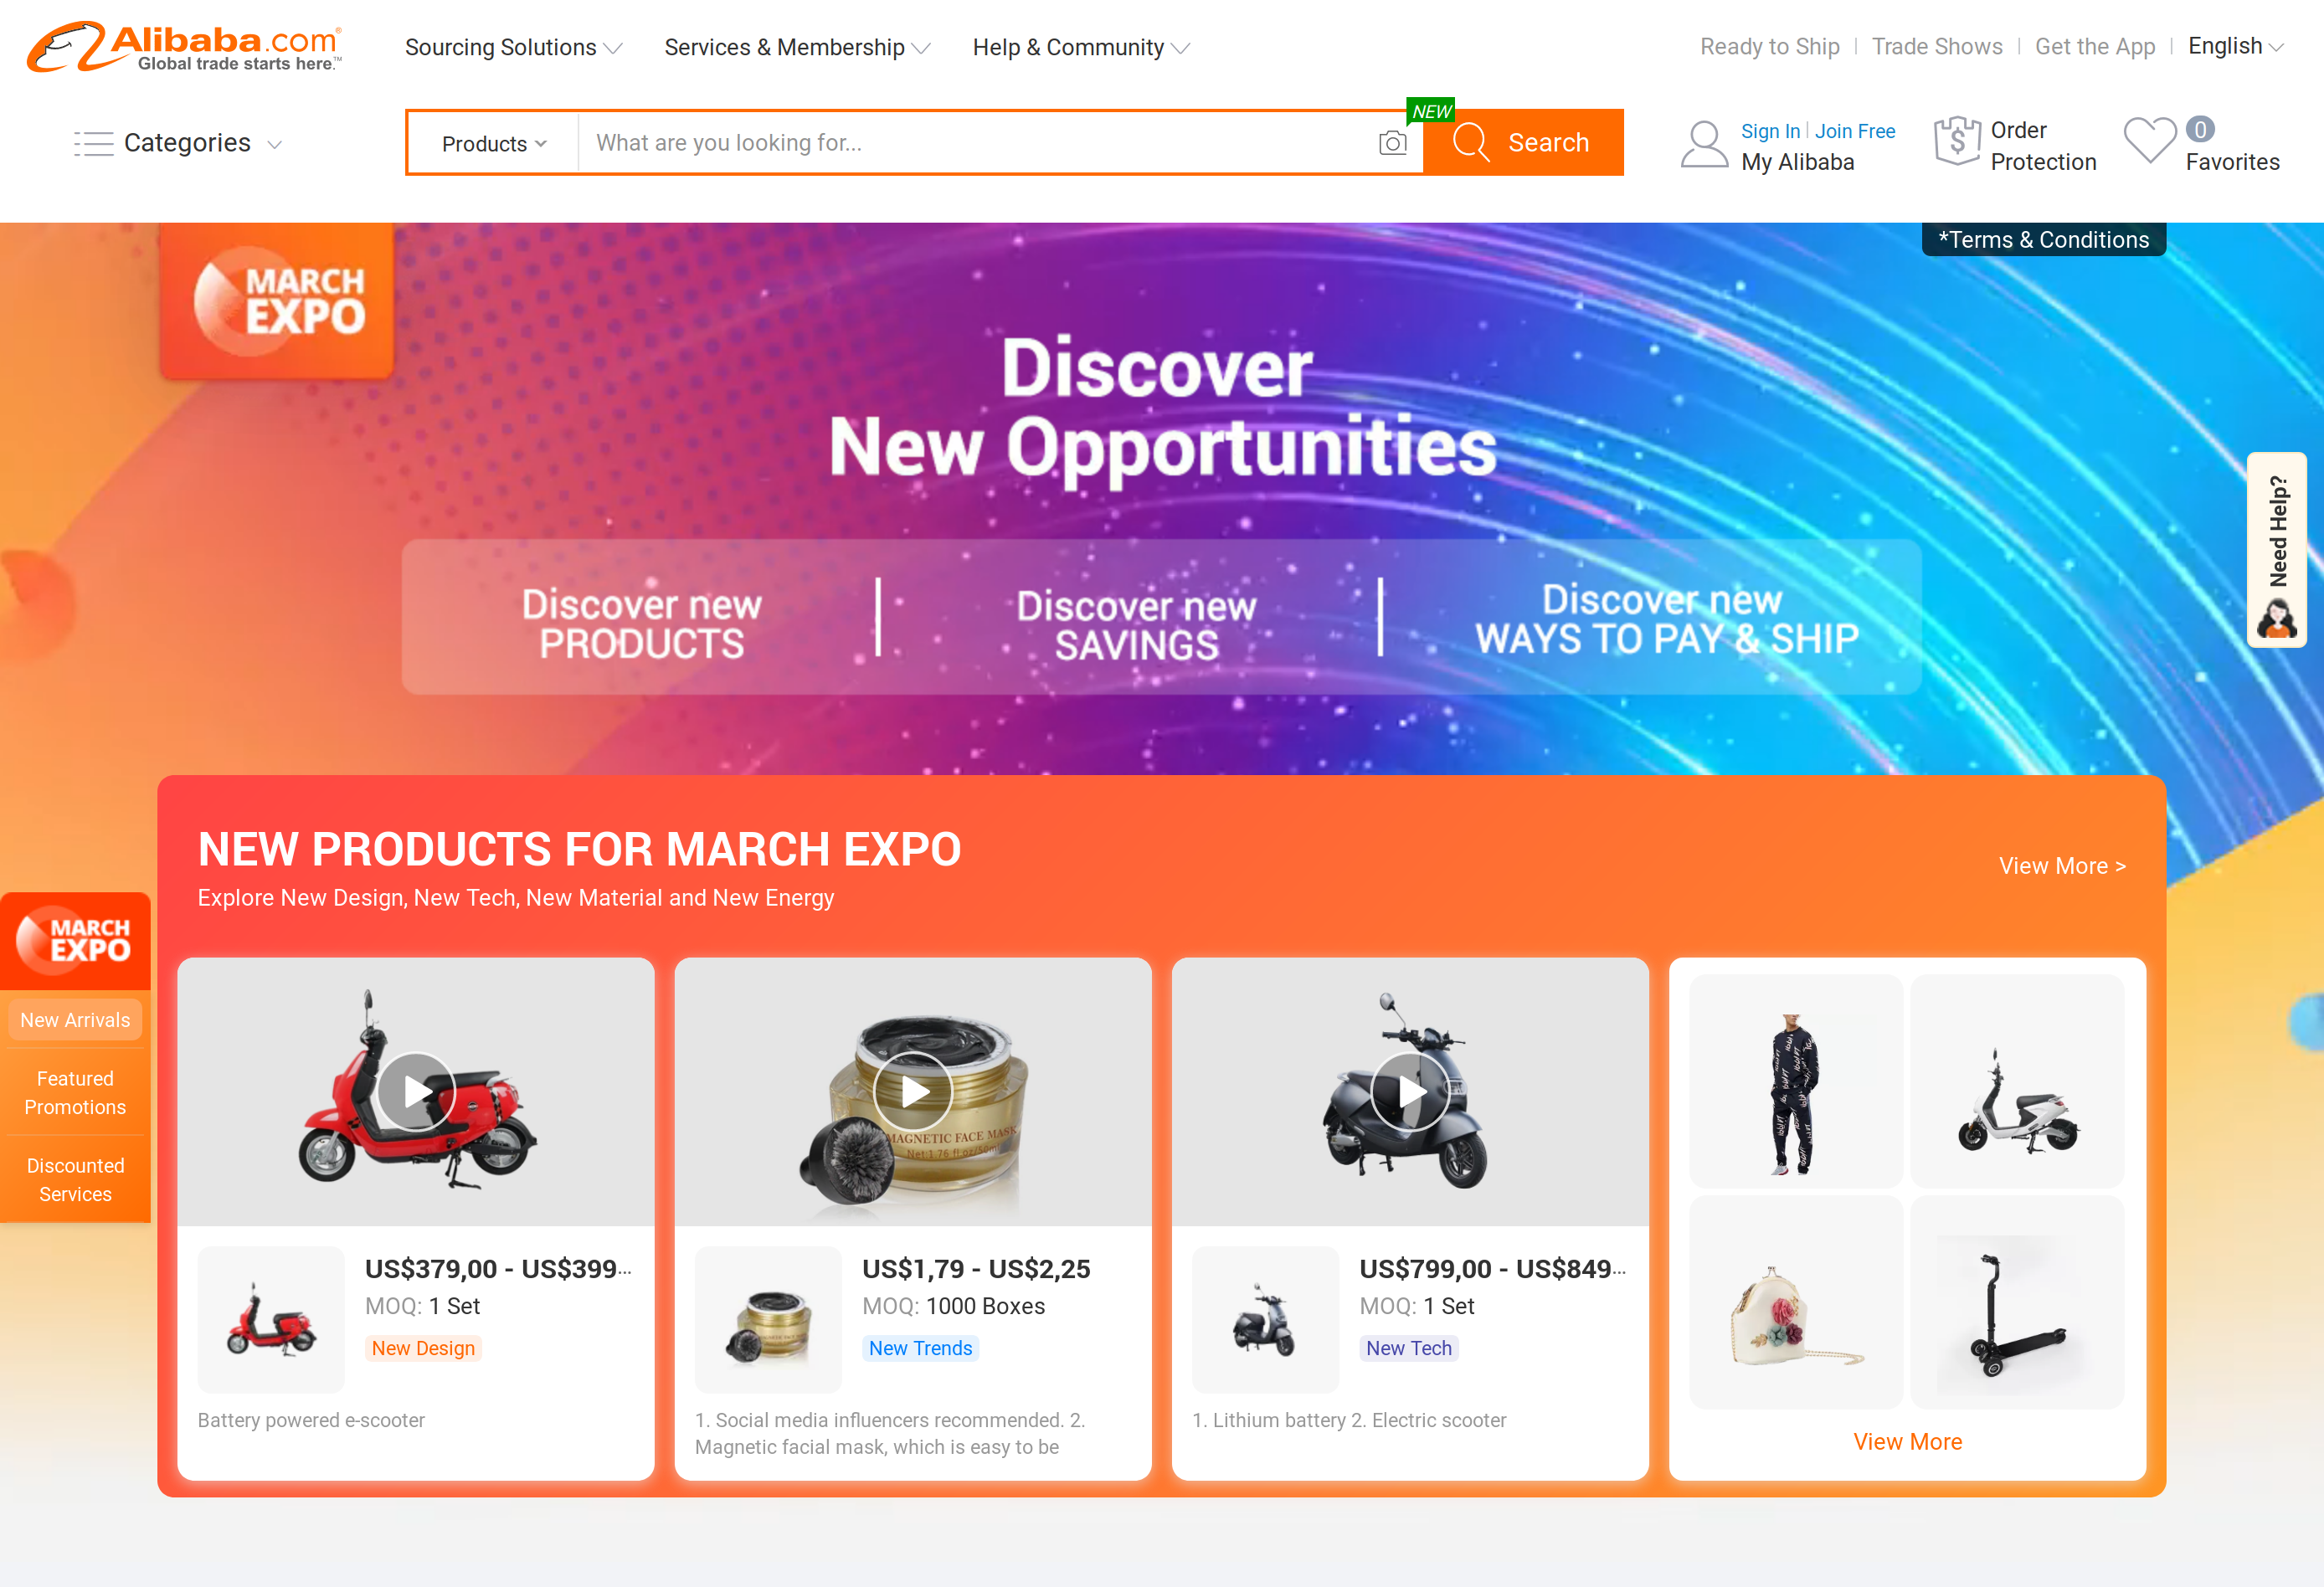 Alibaba.com®
Global trade starts here.™
Sourcing Solutions
Services & Membership
Help & Community
Ready to Ship
Trade Shows
Get the App
English
Categories
Products
What are you looking for...
NEW
Search
Sign In
Join Free
My Alibaba
Order
Protection
0
Favorites
MARCH
EXPO
*Terms & Conditions
Discover
New Opportunities
Need Help?
Discover new
PRODUCTS
Discover new
SAVINGS
Discover new
WAYS TO PAY & SHIP
NEW PRODUCTS FOR MARCH EXPO
Explore New Design, New Tech, New Material and New Energy
View More >
MARCH
EXPO
New Arrivals
Featured
Promotions
Discounted
Services
MAGNETIC FACE MASK
Net:1.76 fl oz/50m
US$379,00 - US$399...
MOQ: 1 Set
New Design
Battery powered e-scooter
US$1,79 - US$2,25
MOQ: 1000 Boxes
New Trends
1. Social media influencers recommended. 2.
Magnetic facial mask, which is easy to be
US$799,00 - US$849...
MOQ: 1 Set
New Tech
1. Lithium battery 2. Electric scooter
View More